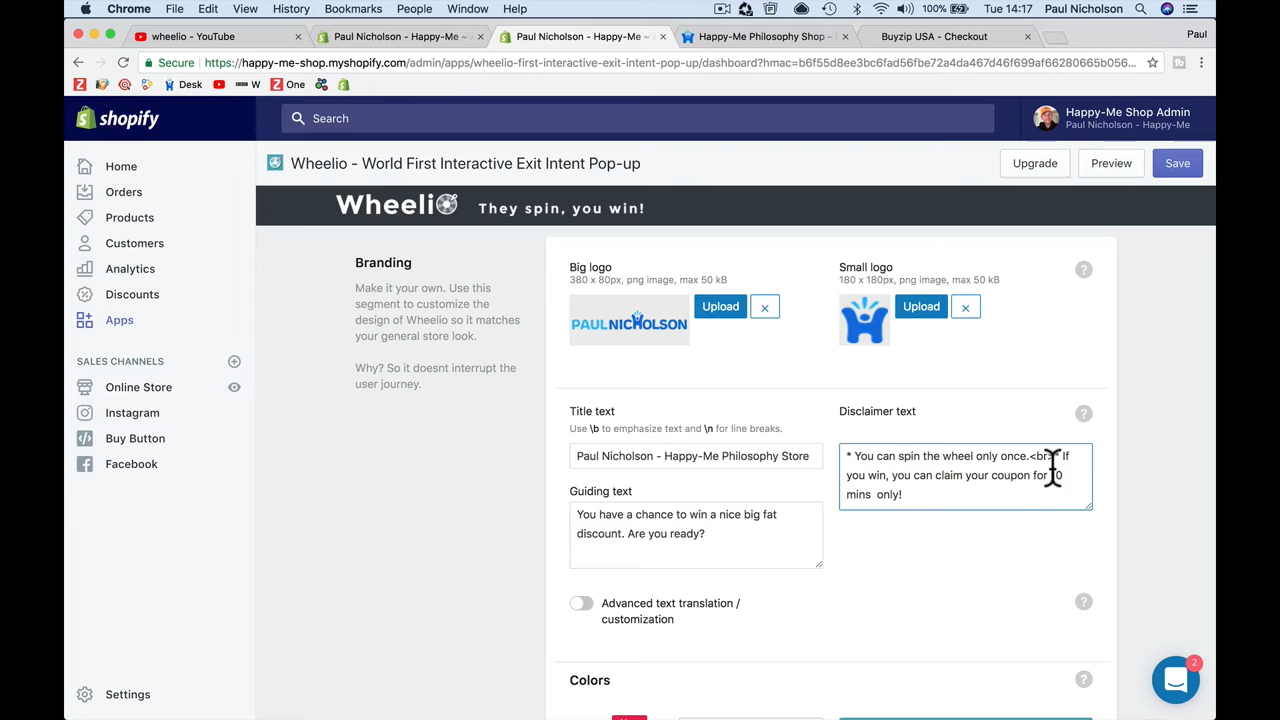 Chrome File Edit View History Bookmarks People Window Help 100% Tue 14:17 Paul Nicholson
wheelio - YouTube Paul Nicholson - Happy-Me ~ Paul Nicholson - Happy-Me ~ Happy-Me Philosophy Shop – Buyzip USA - Checkout Paul
Secure https://happy-me-shop.myshopify.com/admin/apps/wheelio-first-interactive-exit-intent-pop-up/dashboard?hmac=b6f55d8ee3bc6fad56fbe72a4da467d46f699af66280665b056...
Desk W One
shopify Search Happy-Me Shop Admin
Paul Nicholson - Happy-Me
Wheelio - World First Interactive Exit Intent Pop-up Upgrade Preview Save
Home
Orders
Products
Customers
Analytics
Discounts
Apps
SALES CHANNELS
Online Store
Instagram
Buy Button
Facebook
Settings
Wheelio They spin, you win!
Branding
Make it your own. Use this
segment to customize the
design of Wheelio so it matches
your general store look.
Why? So it doesnt interrupt the
user journey.
Big logo
380 x 80px, png image, max 50 kB
PAULNICHOLSON Upload ×
Small logo
180 x 180px, png image, max 50 kB
Upload ×
Title text
Use \b to emphasize text and \n for line breaks.
Paul Nicholson - Happy-Me Philosophy Store
Guiding text
You have a chance to win a nice big fat
discount. Are you ready?
Disclaimer text
* You can spin the wheel only once. If
you win, you can claim your coupon for
mins only!
Advanced text translation /
customization
Colors
2